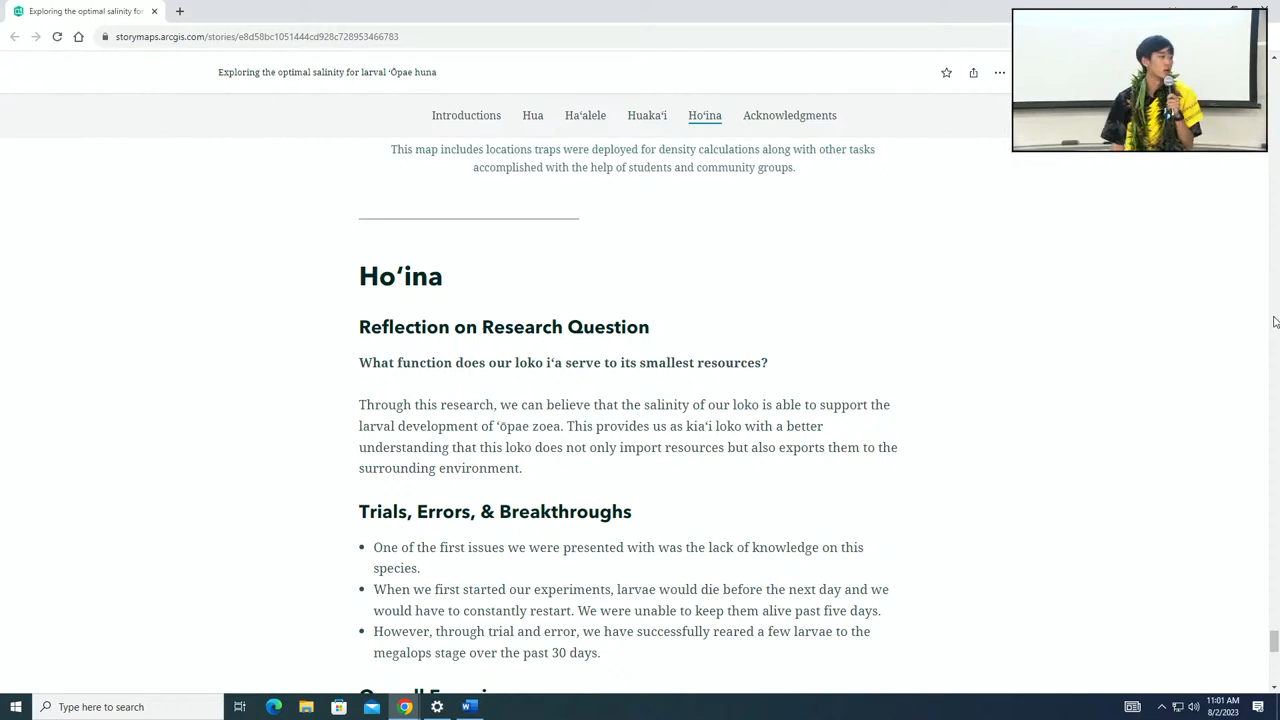 Exploring the optimal salinity for
storymaps.arcgis.com/stories/e8d58bc1051444cd928c728953466783
Exploring the optimal salinity for larval ʻŌpae huna
Introductions Hua Haʻalele Huakaʻi Hoʻina Acknowledgments
This map includes locations traps were deployed for density calculations along with other tasks
accomplished with the help of students and community groups.
Hoʻina
Reflection on Research Question
What function does our loko iʻa serve to its smallest resources?
Through this research, we can believe that the salinity of our loko is able to support the
larval development of ʻōpae zoea. This provides us as kiaʻi loko with a better
understanding that this loko does not only import resources but also exports them to the
surrounding environment.
Trials, Errors, & Breakthroughs
One of the first issues we were presented with was the lack of knowledge on this
species.
When we first started our experiments, larvae would die before the next day and we
would have to constantly restart. We were unable to keep them alive past five days.
However, through trial and error, we have successfully reared a few larvae to the
megalops stage over the past 30 days.
Type here to search
11:01 AM
8/2/2023